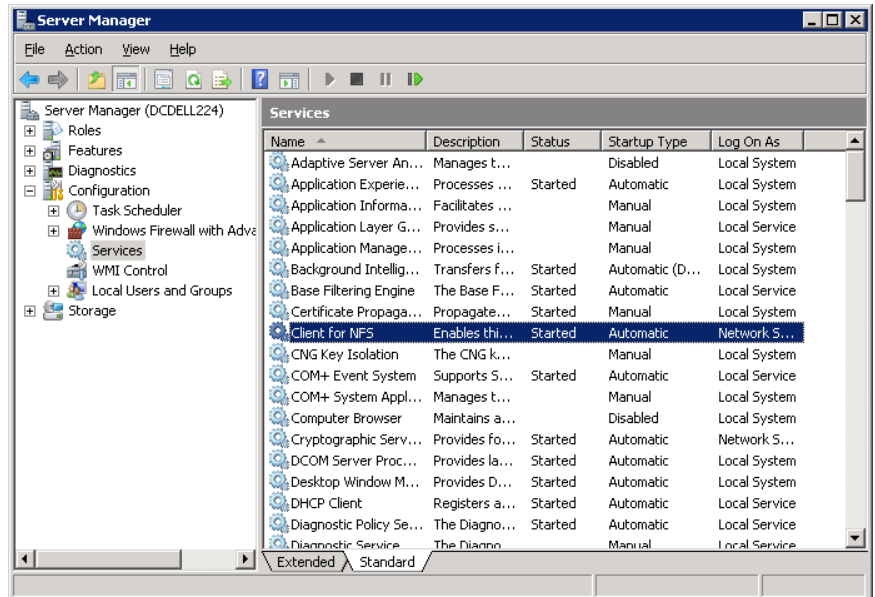 Server Manager
File Action View Help
Server Manager (DCDELL224)
Roles
Features
Diagnostics
Configuration
Task Scheduler
Windows Firewall with Adva
Services
WMI Control
Local Users and Groups
Storage
Services
Name Description Status Startup Type Log On As
Adaptive Server An... Manages t... Disabled Local System
Application Experie... Processes ... Started Automatic Local System
Application Informa... Facilitates ... Manual Local System
Application Layer G... Provides s... Manual Local Service
Application Manage... Processes i... Manual Local System
Background Intellig... Transfers f... Started Automatic (D... Local System
Base Filtering Engine The Base F... Started Automatic Local Service
Certificate Propaga... Propagate... Started Manual Local System
Client for NFS Enables thi... Started Automatic Network S...
CNG Key Isolation The CNG k... Manual Local System
COM+ Event System Supports S... Started Automatic Local Service
COM+ System Appl... Manages t... Manual Local System
Computer Browser Maintains a... Disabled Local System
Cryptographic Serv... Provides fo... Started Automatic Network S...
DCOM Server Proc... Provides la... Started Automatic Local System
Desktop Window M... Provides D... Started Automatic Local System
DHCP Client Registers a... Started Automatic Local Service
Diagnostic Policy Se... The Diagno... Started Automatic Local Service
Diagnostic Service The Diagno Manual Local Service
Extended Standard